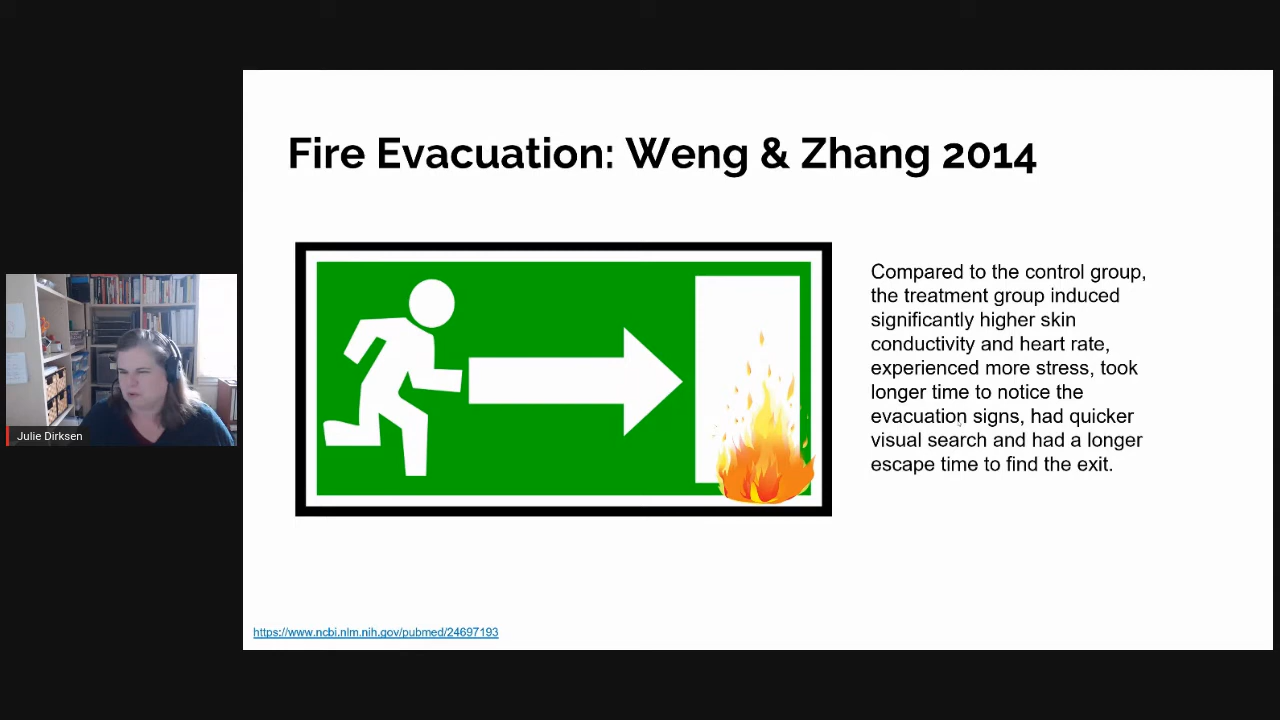 Fire Evacuation: Weng & Zhang 2014
Compared to the control group,
the treatment group induced
significantly higher skin
conductivity and heart rate,
experienced more stress, took
longer time to notice the
evacuation signs, had quicker
visual search and had a longer
escape time to find the exit.
Julie Dirksen
https://www.ncbi.nlm.nih.gov/pubmed/24697193